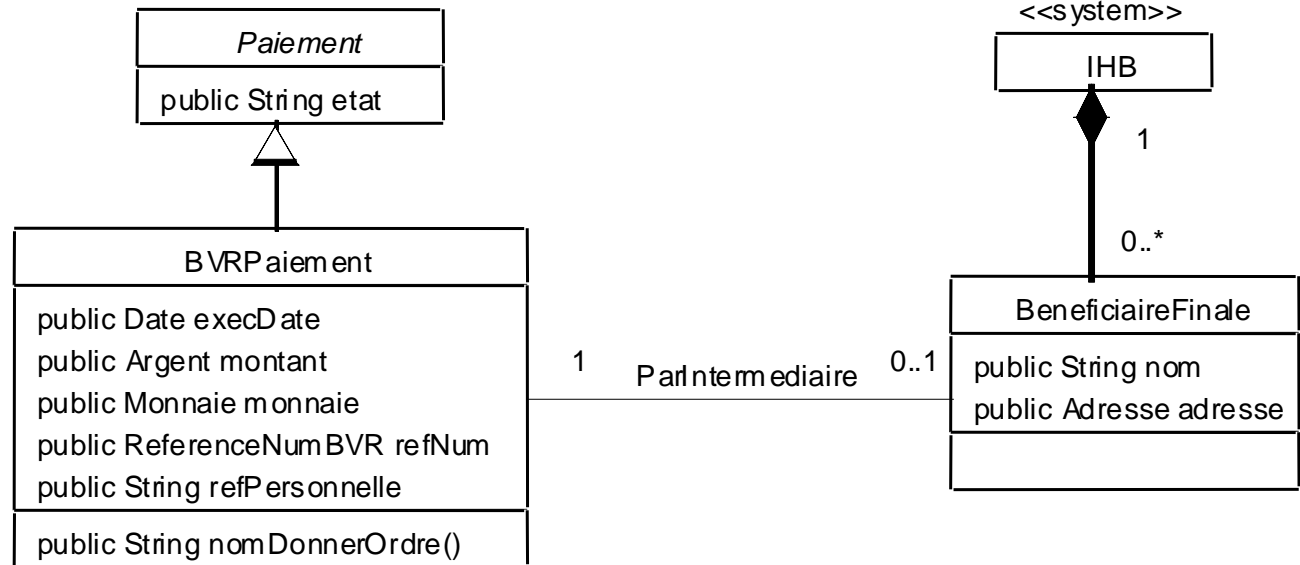 <<system>>
Paiement
IHB
public String etat
1
0..*
BVRPaiement
BeneficiaireFinale
public Date execDate
public Argent montant
public Monnaie monnaie
public ReferenceNumBVR refNum
public String refPersonnelle
1
ParIntermediaire
0..1
public String nom
public Adresse adresse
public String nomDonnerOrdre()